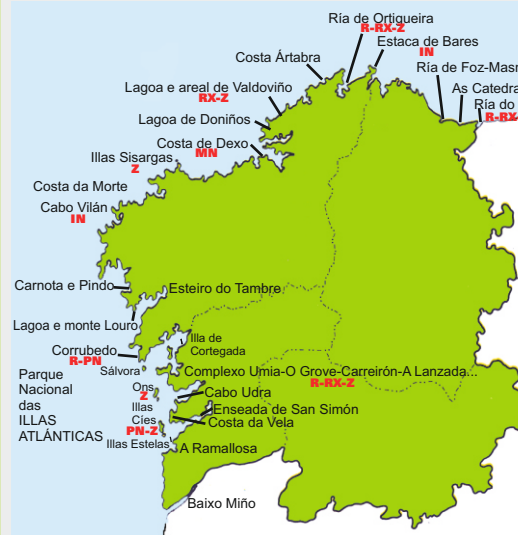 Ría de Ortigueira
R-RX-Z
Estaca de Bares
IN
Costa Ártabra
Ría de Foz-Masm
Lagoa e areal de Valdoviño
RX-Z
As Catedra
Ría do
R-RX
Lagoa de Doniños
Costa de Dexo
MN
Illas Sisargas
Z
Costa da Morte
Cabo Vilán
IN
Carnota e Pindo
Esteiro do Tambre
Lagoa e monte Louro
Illa de
Cortegada
Corrubedo
R-PN
Sálvora
Complexo Umia-O Grove-Carreirón-A Lanzada...
R-RX-Z
Parque
Nacional
das
ILLAS
ATLÁNTICAS
Ons
Z
Illas
Cíes
PN-Z
Cabo Udra
Enseada de San Simón
Costa da Vela
Illas Estelas
A Ramallosa
Baixo Miño